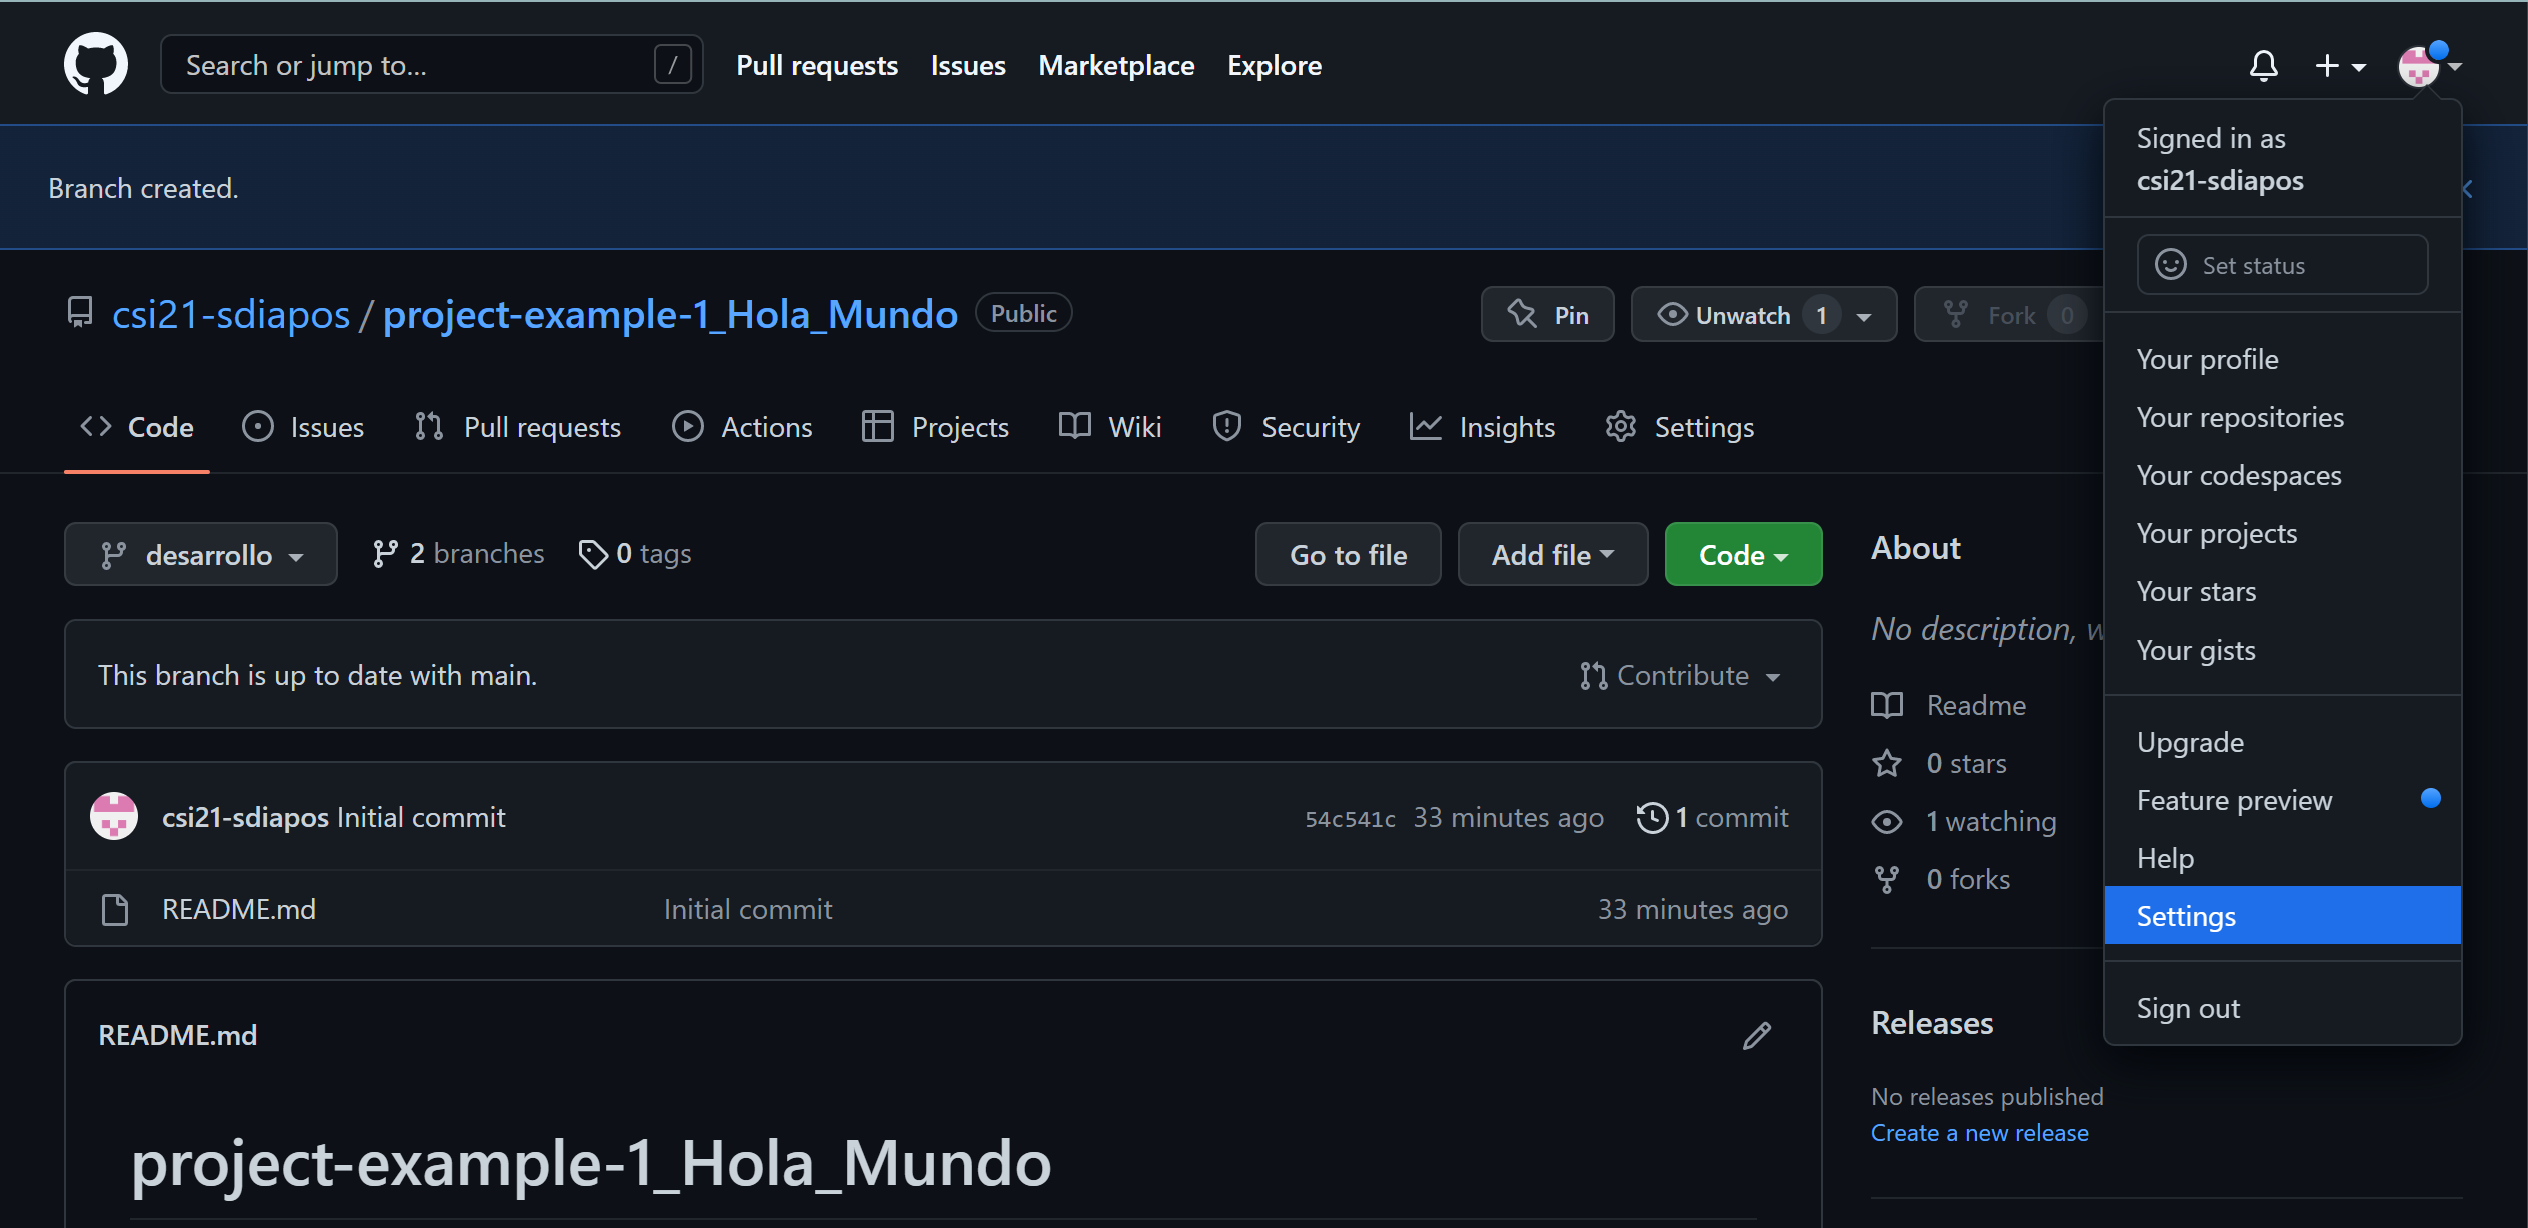 Search or jump to... /
Pull requests Issues Marketplace Explore
Branch created.
csi21-sdiapos / project-example-1_Hola_Mundo Public
Pin
Unwatch 1
Fork 0
Code Issues Pull requests Actions Projects Wiki Security Insights Settings
desarrollo 2 branches 0 tags
Go to file Add file Code
This branch is up to date with main.
Contribute
csi21-sdiapos Initial commit 54c541c 33 minutes ago 1 commit
README.md Initial commit 33 minutes ago
README.md
project-example-1_Hola_Mundo
About
No description,
Readme
0 stars
1 watching
0 forks
Releases
No releases published
Create a new release
Signed in as
csi21-sdiapos
Set status
Your profile
Your repositories
Your codespaces
Your projects
Your stars
Your gists
Upgrade
Feature preview
Help
Settings
Sign out